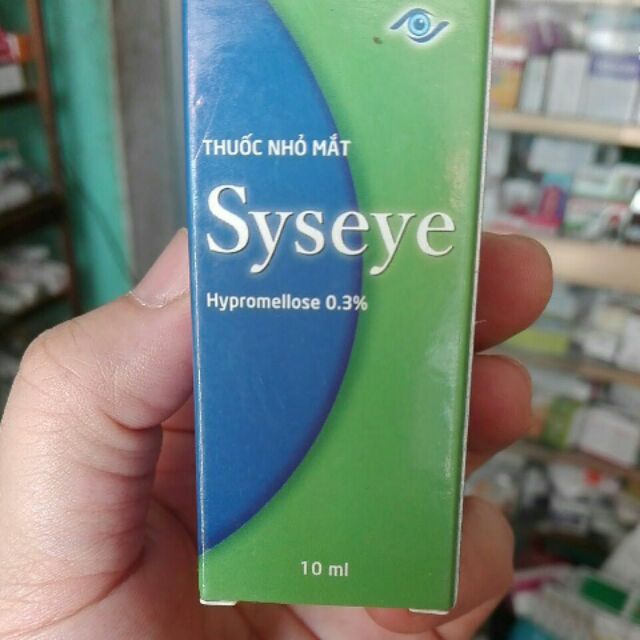 THUỐC NHỎ MẮT
Syseye
Hypromellose 0.3%
10 ml